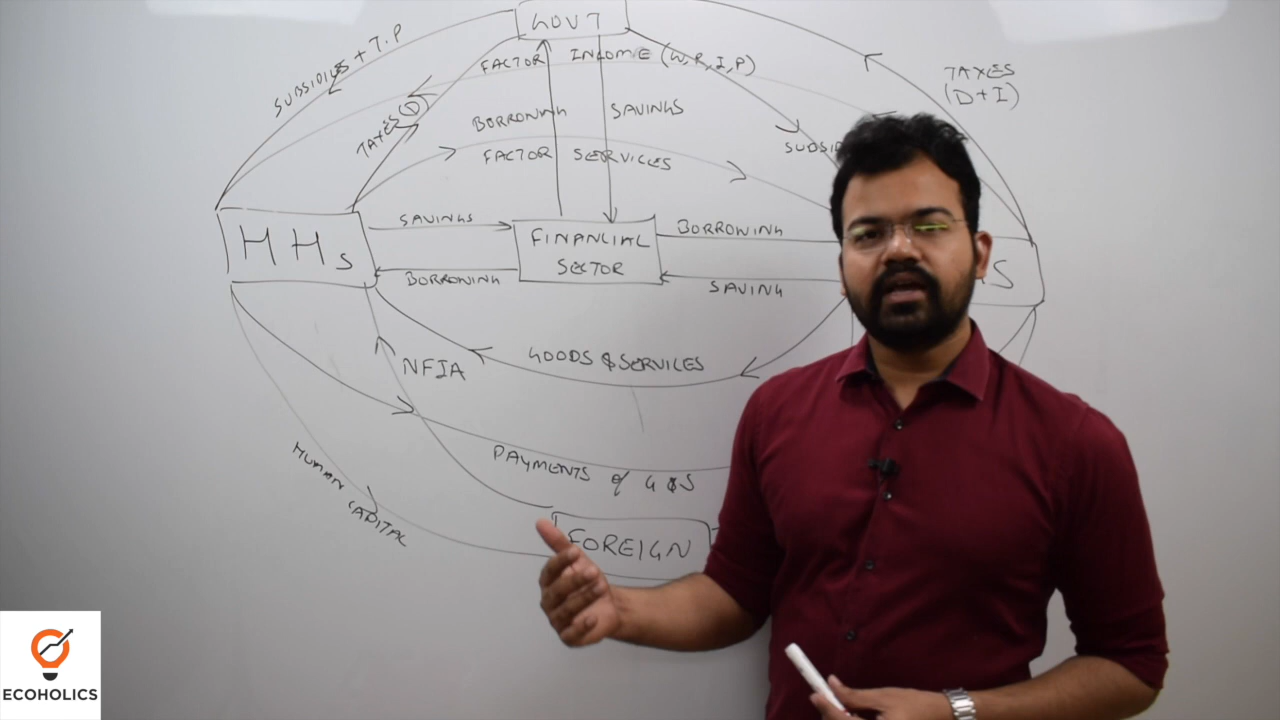 GOVT
SUBSIDIES + T.P
FACTOR INCOME (W, R, I, P)
TAXES
(D+I)
TAXES (D)
BORROWING
SAVINGS
FACTOR SERVICES
SUBSI
HHs
SAVINGS
FINANCIAL
SECTOR
BORROWING
BORROWING
SAVING
S
GOODS & SERVICES
NFIA
PAYMENTS of G & S
HUMAN CAPITAL
FOREIGN
ECOHOLICS